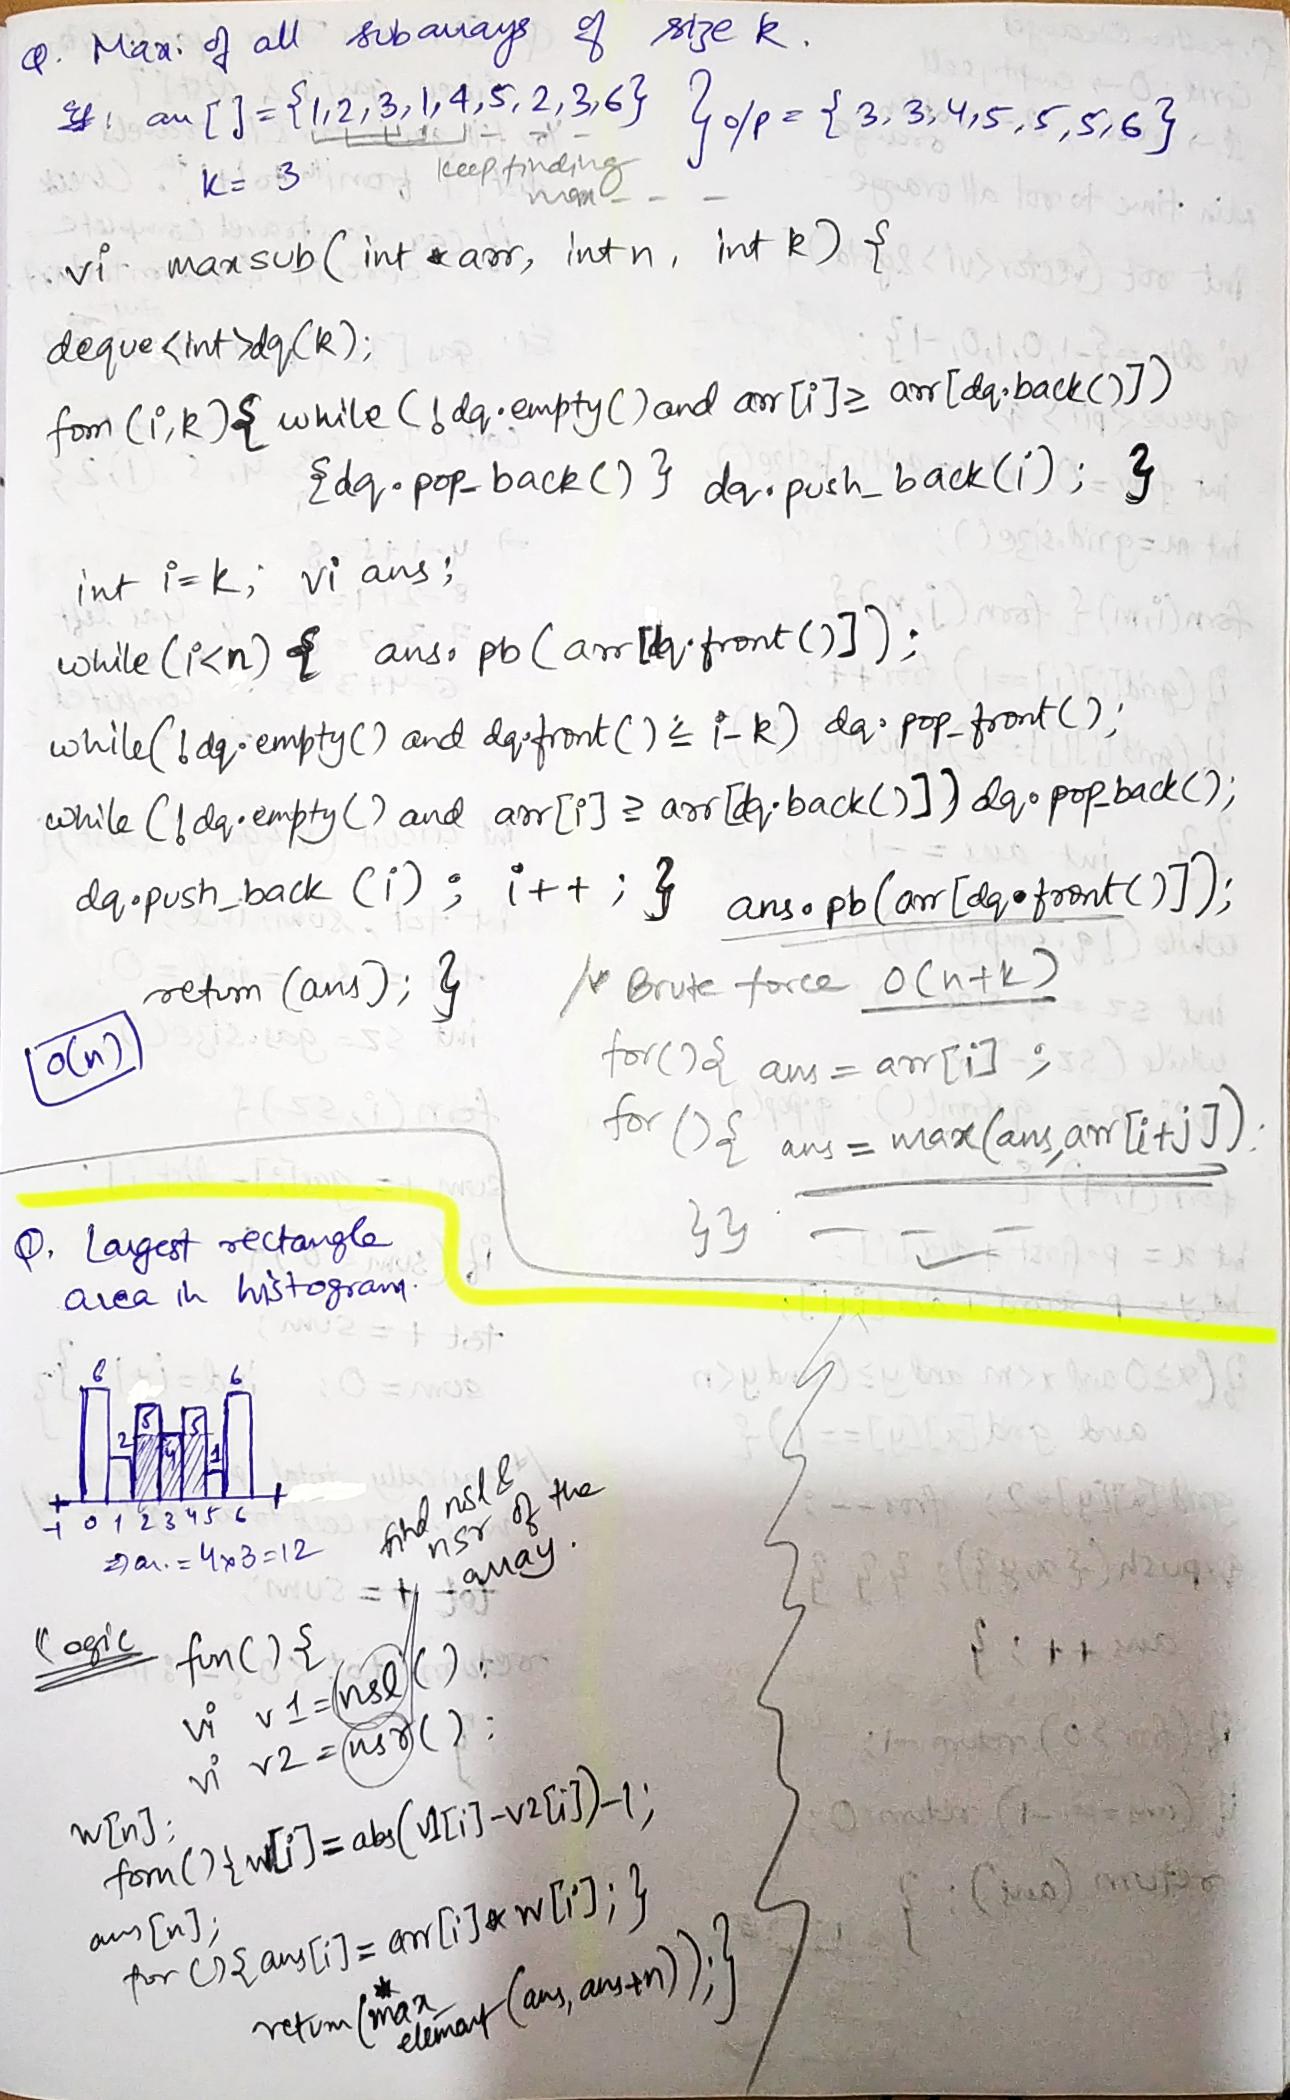 Q. Max. of all subarrays of size k.
Eg. arr[]={1,2,3,1,4,5,2,3,6} } o/p = {3,3,4,5,5,5,6}
k= 3
keep finding
max - - -
vi maxsub(int *arr, int n, int k) {
deque<int>dq(k);
forn(i,k){ while(!dq.empty() and arr[i]≥ arr[dq.back()])
{dq.pop_back() } dq.push_back(i); }
int i=k; vi ans;
while(i<n) { ans.pb(arr[dq.front()]);
while(!dq.empty() and dq.front() ≤ i-k) dq.pop_front();
while(!dq.empty() and arr[i] ≥ arr[dq.back()]) dq.pop_back();
dq.push_back(i); i++; } ans.pb(arr[dq.front()]);
return (ans); }
O(n)
/* Brute force O(n+k)
for(){ ans = arr[i];
for(){ ans = max(ans,arr[i+j]);
}} - - -
Q. Largest rectangle
area in histogram.
6 6
5 5
2 4 1
-1 0 1 2 3 4 5 6
⇒ ar. = 4x3=12
find nsl &
nsr of the
array.
Logic fun() {
vi v1=nsl();
vi v2=nsr();
w[n];
forn(){w[i]=abs(v1[i]-v2[i])-1;
ans[n];
for(){ans[i]=arr[i]*w[i];}
return(*max_element(ans,ans+n));}